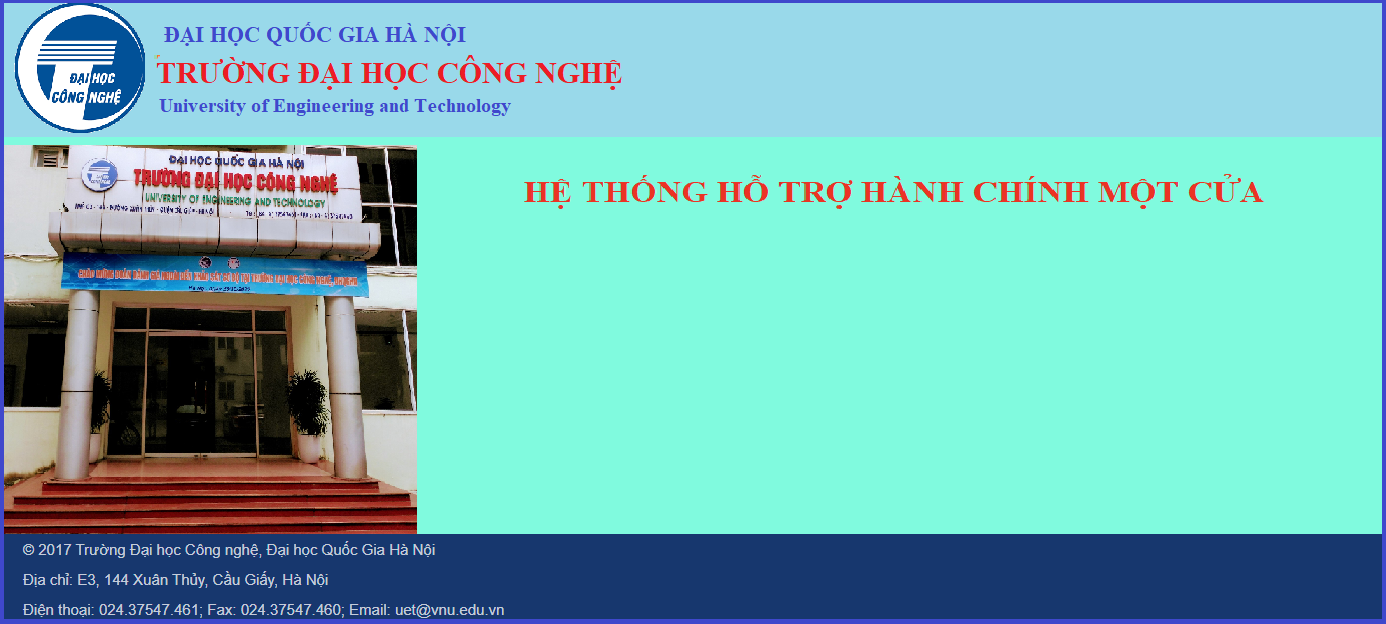 ĐẠI HỌC QUỐC GIA HÀ NỘI
TRƯỜNG ĐẠI HỌC CÔNG NGHỆ
University of Engineering and Technology
ĐẠI HỌC
CÔNG NGHỆ
ĐẠI HỌC QUỐC GIA HÀ NỘI
TRƯỜNG ĐẠI HỌC CÔNG NGHỆ
UNIVERSITY OF ENGINEERING AND TECHNOLOGY
HỆ THỐNG HỖ TRỢ HÀNH CHÍNH MỘT CỬA
© 2017 Trường Đại học Công nghệ, Đại học Quốc Gia Hà Nội
Địa chỉ: E3, 144 Xuân Thủy, Cầu Giấy, Hà Nội
Điện thoại: 024.37547.461; Fax: 024.37547.460; Email: uet@vnu.edu.vn